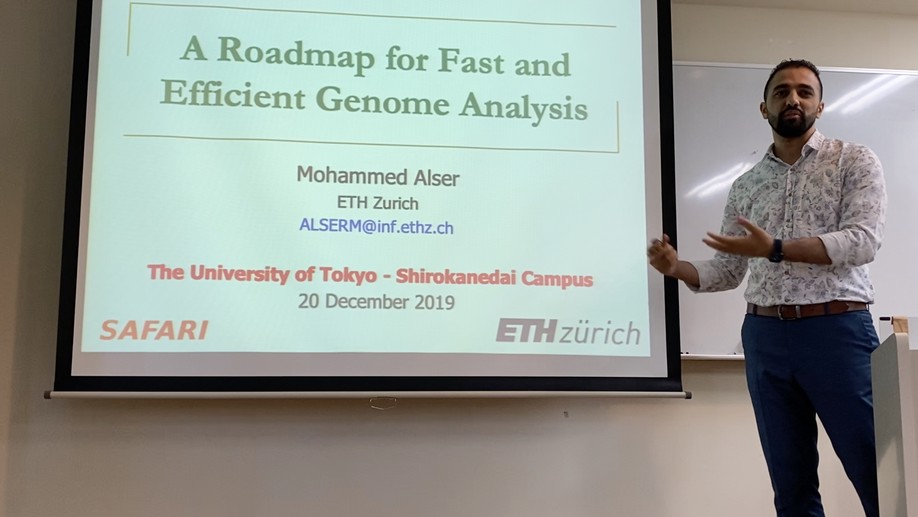 A Roadmap for Fast and
Efficient Genome Analysis
Mohammed Alser
ETH Zurich
ALSERM@inf.ethz.ch
The University of Tokyo - Shirokanedai Campus
20 December 2019
SAFARI
ETH zürich